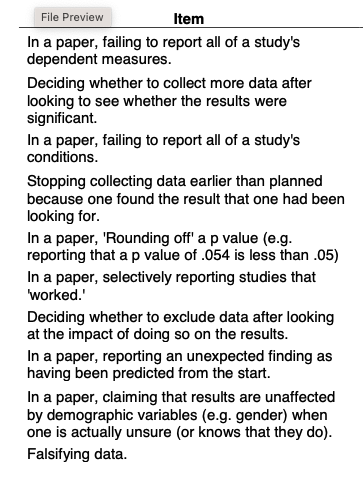 File Preview
Item
In a paper, failing to report all of a study's
dependent measures.
Deciding whether to collect more data after
looking to see whether the results were
significant.
In a paper, failing to report all of a study's
conditions.
Stopping collecting data earlier than planned
because one found the result that one had been
looking for.
In a paper, 'Rounding off' a p value (e.g.
reporting that a p value of .054 is less than .05)
In a paper, selectively reporting studies that
'worked.'
Deciding whether to exclude data after looking
at the impact of doing so on the results.
In a paper, reporting an unexpected finding as
having been predicted from the start.
In a paper, claiming that results are unaffected
by demographic variables (e.g. gender) when
one is actually unsure (or knows that they do).
Falsifying data.